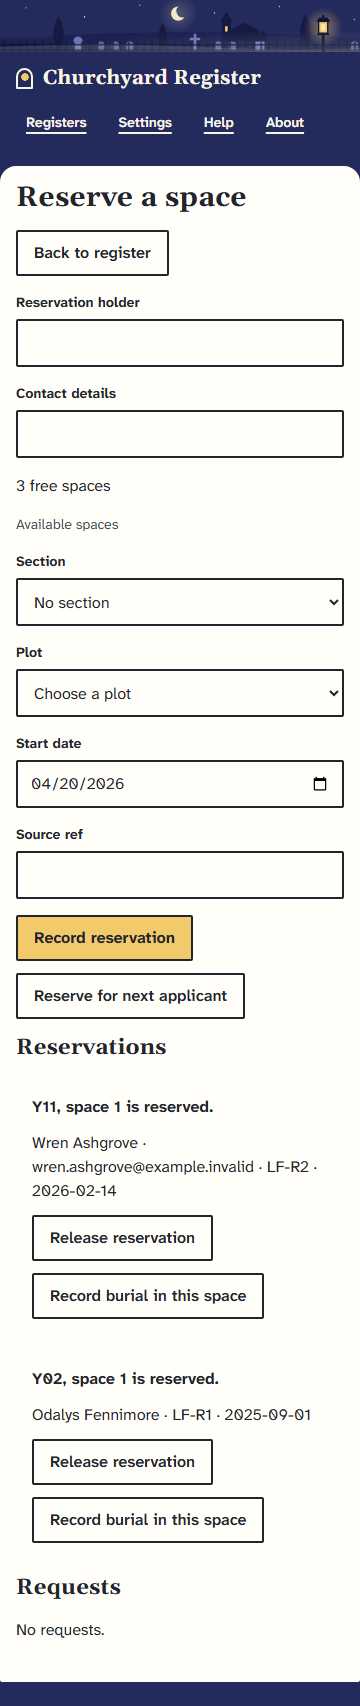 Churchyard Register
Registers Settings Help About
Reserve a space
Back to register
Reservation holder
Contact details
3 free spaces
Available spaces
Section
No section
Plot
Choose a plot
Start date
04/20/2026
Source ref
Record reservation
Reserve for next applicant
Reservations
Y11, space 1 is reserved.
Wren Ashgrove ·
wren.ashgrove@example.invalid · LF-R2 ·
2026-02-14
Release reservation
Record burial in this space
Y02, space 1 is reserved.
Odalys Fennimore · LF-R1 · 2025-09-01
Release reservation
Record burial in this space
Requests
No requests.